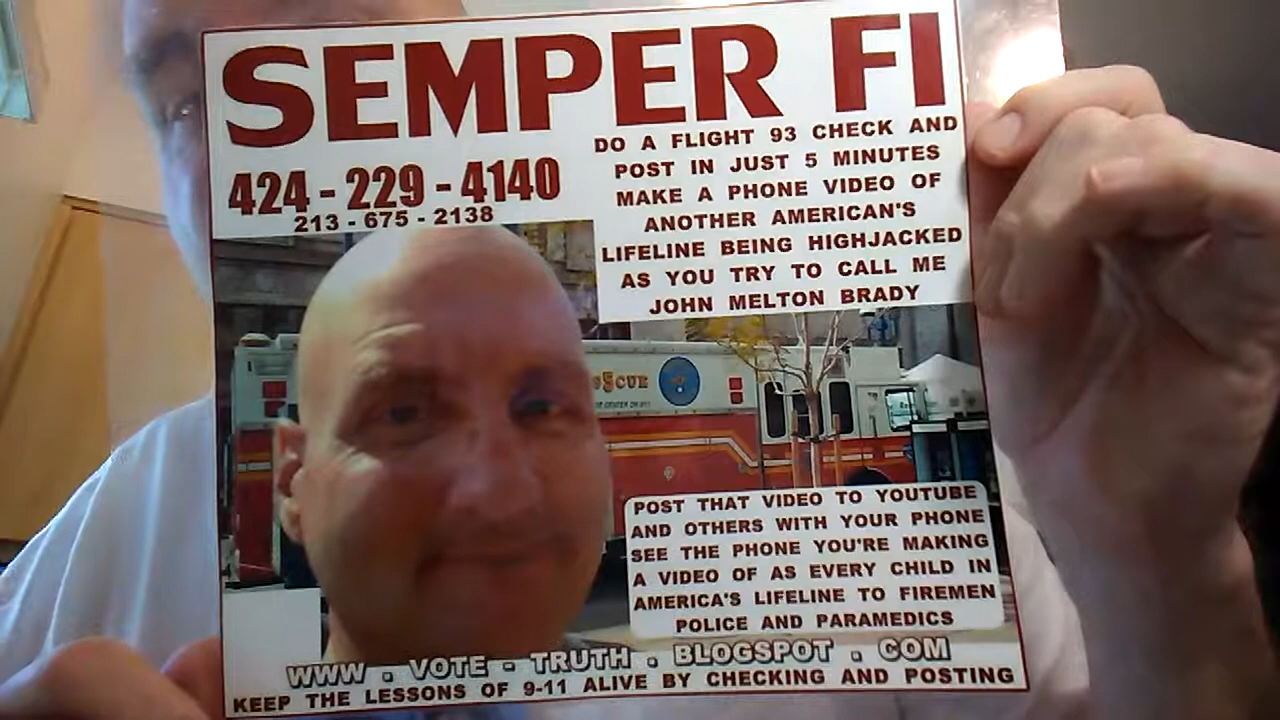 SEMPER FI
424 - 229 - 4140
213 - 675 - 2138
DO A FLIGHT 93 CHECK AND
POST IN JUST 5 MINUTES
MAKE A PHONE VIDEO OF
ANOTHER AMERICAN'S
LIFELINE BEING HIGHJACKED
AS YOU TRY TO CALL ME
JOHN MELTON BRADY
POST THAT VIDEO TO YOUTUBE
AND OTHERS WITH YOUR PHONE
SEE THE PHONE YOU'RE MAKING
A VIDEO OF AS EVERY CHILD IN
AMERICA'S LIFELINE TO FIREMEN
POLICE AND PARAMEDICS
WWW . VOTE - TRUTH . BLOGSPOT . COM
KEEP THE LESSONS OF 9-11 ALIVE BY CHECKING AND POSTING